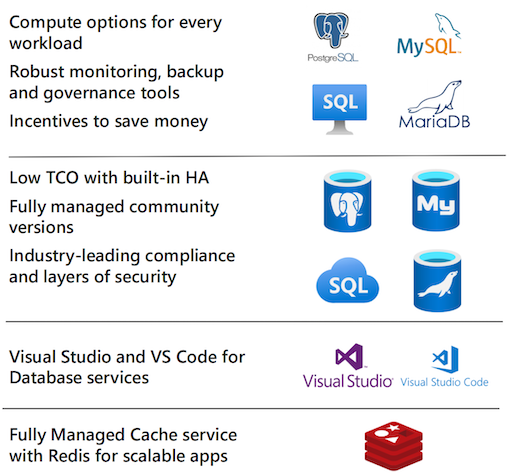 Compute options for every
workload
PostgreSQL
MySQL
Robust monitoring, backup
and governance tools
SQL
MariaDB
Incentives to save money
Low TCO with built-in HA
Fully managed community
versions
My
Industry-leading compliance
and layers of security
SQL
Visual Studio and VS Code for
Database services
Visual Studio
Visual Studio Code
Fully Managed Cache service
with Redis for scalable apps